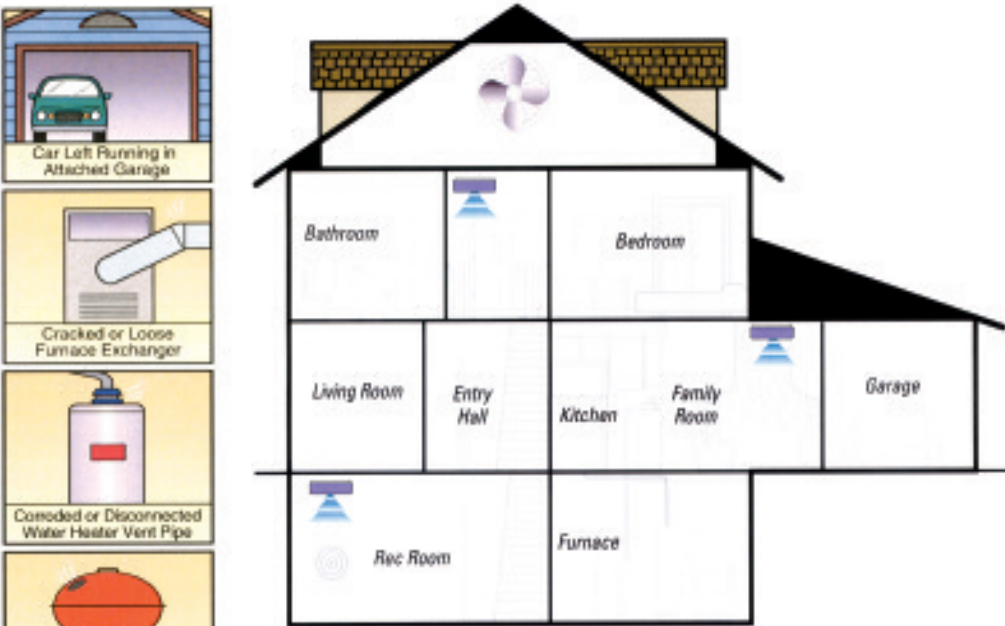 Car Left Running in
Attached Garage
Cracked or Loose
Furnace Exchanger
Corroded or Disconnected
Water Heater Vent Pipe
Bathroom
Bedroom
Living Room
Entry
Hall
Kitchen
Family
Room
Garage
Rec Room
Furnace